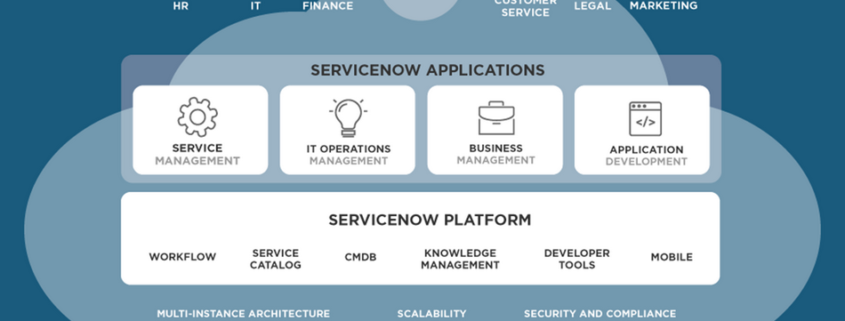 HR IT FINANCE CUSTOMER SERVICE LEGAL MARKETING
SERVICENOW APPLICATIONS
SERVICE MANAGEMENT
IT OPERATIONS MANAGEMENT
BUSINESS MANAGEMENT
</>
APPLICATION DEVELOPMENT
SERVICENOW PLATFORM
WORKFLOW
SERVICE CATALOG
CMDB
KNOWLEDGE MANAGEMENT
DEVELOPER TOOLS
MOBILE
MULTI-INSTANCE ARCHITECTURE SCALABILITY SECURITY AND COMPLIANCE